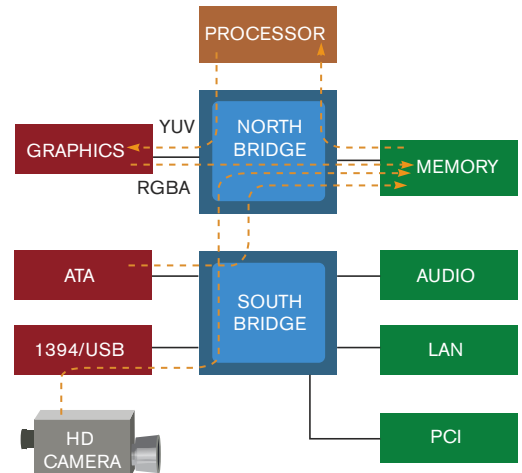 PROCESSOR
YUV
NORTH
BRIDGE
GRAPHICS
MEMORY
RGBA
ATA
SOUTH
BRIDGE
AUDIO
1394/USB
LAN
HD
CAMERA
PCI